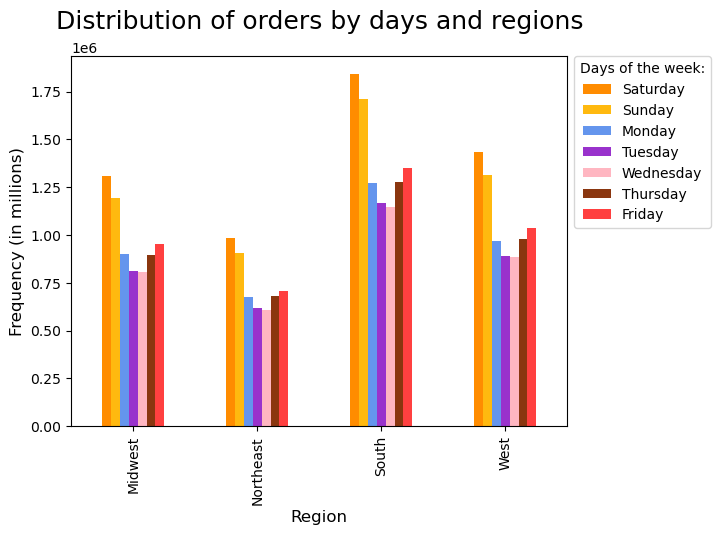 Distribution of orders by days and regions
1e6
1.75
1.50
1.25
1.00
0.75
0.50
0.25
0.00
Frequency (in millions)
Midwest
Northeast
South
West
Region
Days of the week:
Saturday
Sunday
Monday
Tuesday
Wednesday
Thursday
Friday